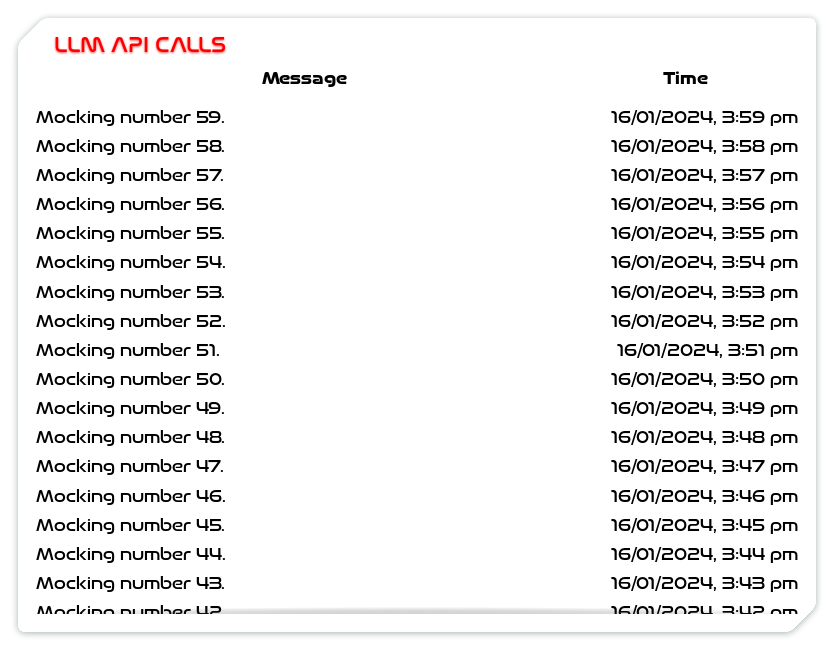 LLM API CALLS
Message Time
Mocking number 59. 16/01/2024, 3:59 pm
Mocking number 58. 16/01/2024, 3:58 pm
Mocking number 57. 16/01/2024, 3:57 pm
Mocking number 56. 16/01/2024, 3:56 pm
Mocking number 55. 16/01/2024, 3:55 pm
Mocking number 54. 16/01/2024, 3:54 pm
Mocking number 53. 16/01/2024, 3:53 pm
Mocking number 52. 16/01/2024, 3:52 pm
Mocking number 51. 16/01/2024, 3:51 pm
Mocking number 50. 16/01/2024, 3:50 pm
Mocking number 49. 16/01/2024, 3:49 pm
Mocking number 48. 16/01/2024, 3:48 pm
Mocking number 47. 16/01/2024, 3:47 pm
Mocking number 46. 16/01/2024, 3:46 pm
Mocking number 45. 16/01/2024, 3:45 pm
Mocking number 44. 16/01/2024, 3:44 pm
Mocking number 43. 16/01/2024, 3:43 pm
Mocking number 42. 16/01/2024, 3:42 pm